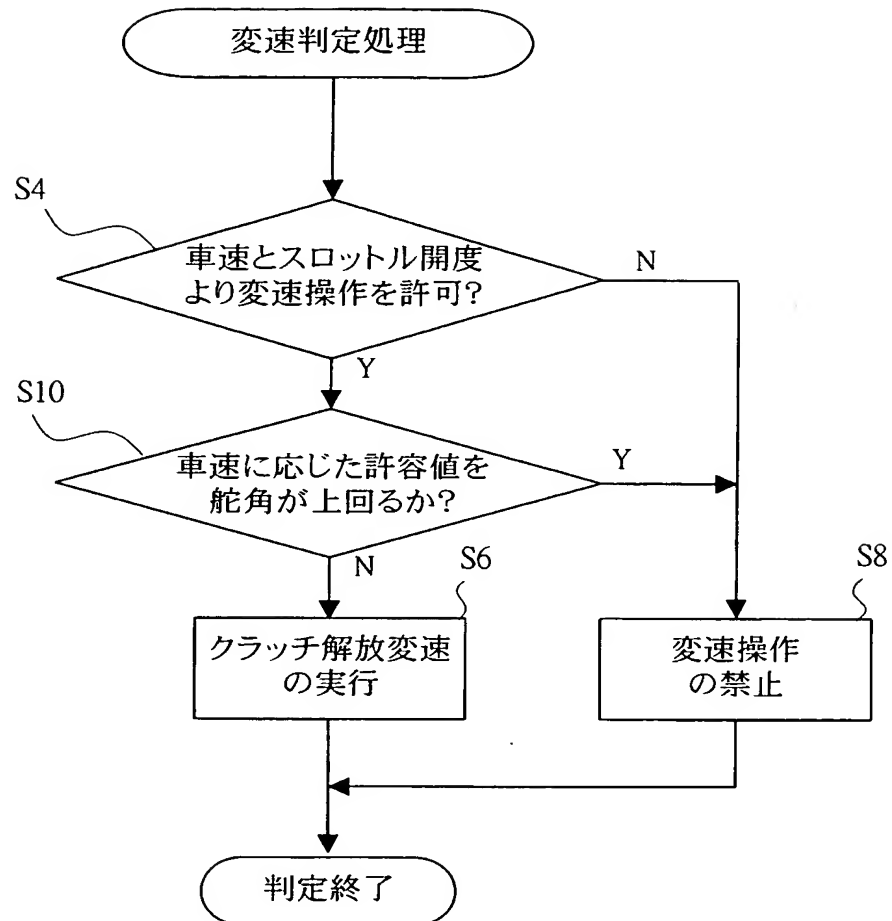 変速判定処理
S4
車速とスロットル開度
より変速操作を許可?
N
Y
S10
車速に応じた許容値を
舵角が上回るか?
Y
N
S6
クラッチ解放変速
の実行
S8
変速操作
の禁止
判定終了